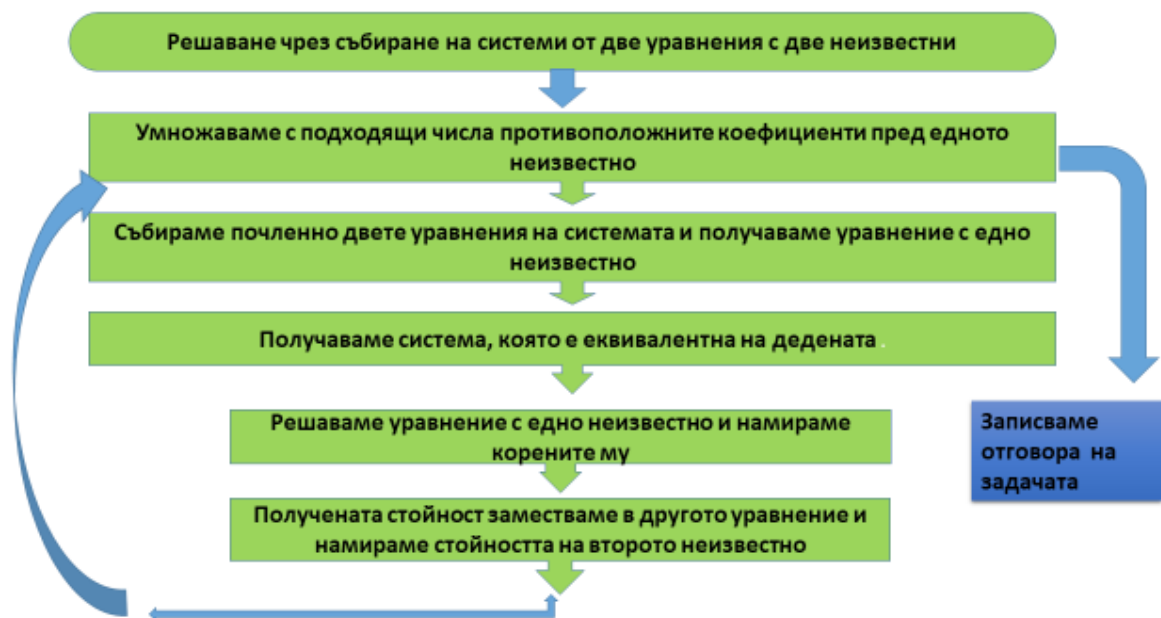 Решаване чрез събиране на системи от две уравнения с две неизвестни
Умножаваме с подходящи числа противоположните коефициенти пред едното
неизвестно
Събираме почленно двете уравнения на системата и получаваме уравнение с едно
неизвестно
Получаваме система, която е еквивалентна на дедената .
Решаваме уравнение с едно неизвестно и намираме
корените му
Получената стойност заместваме в другото уравнение и
намираме стойността на второто неизвестно
Записваме
отговора на
задачата